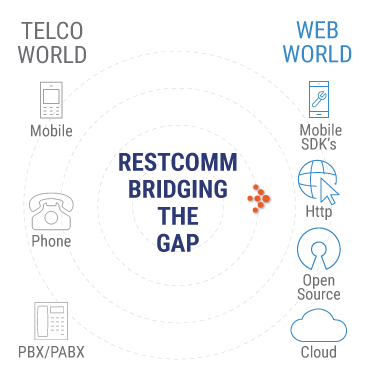 TELCO
WORLD
Mobile
Phone
PBX/PABX
RESTCOMM
BRIDGING
THE
GAP
WEB
WORLD
Mobile
SDK's
Http
Open
Source
Cloud